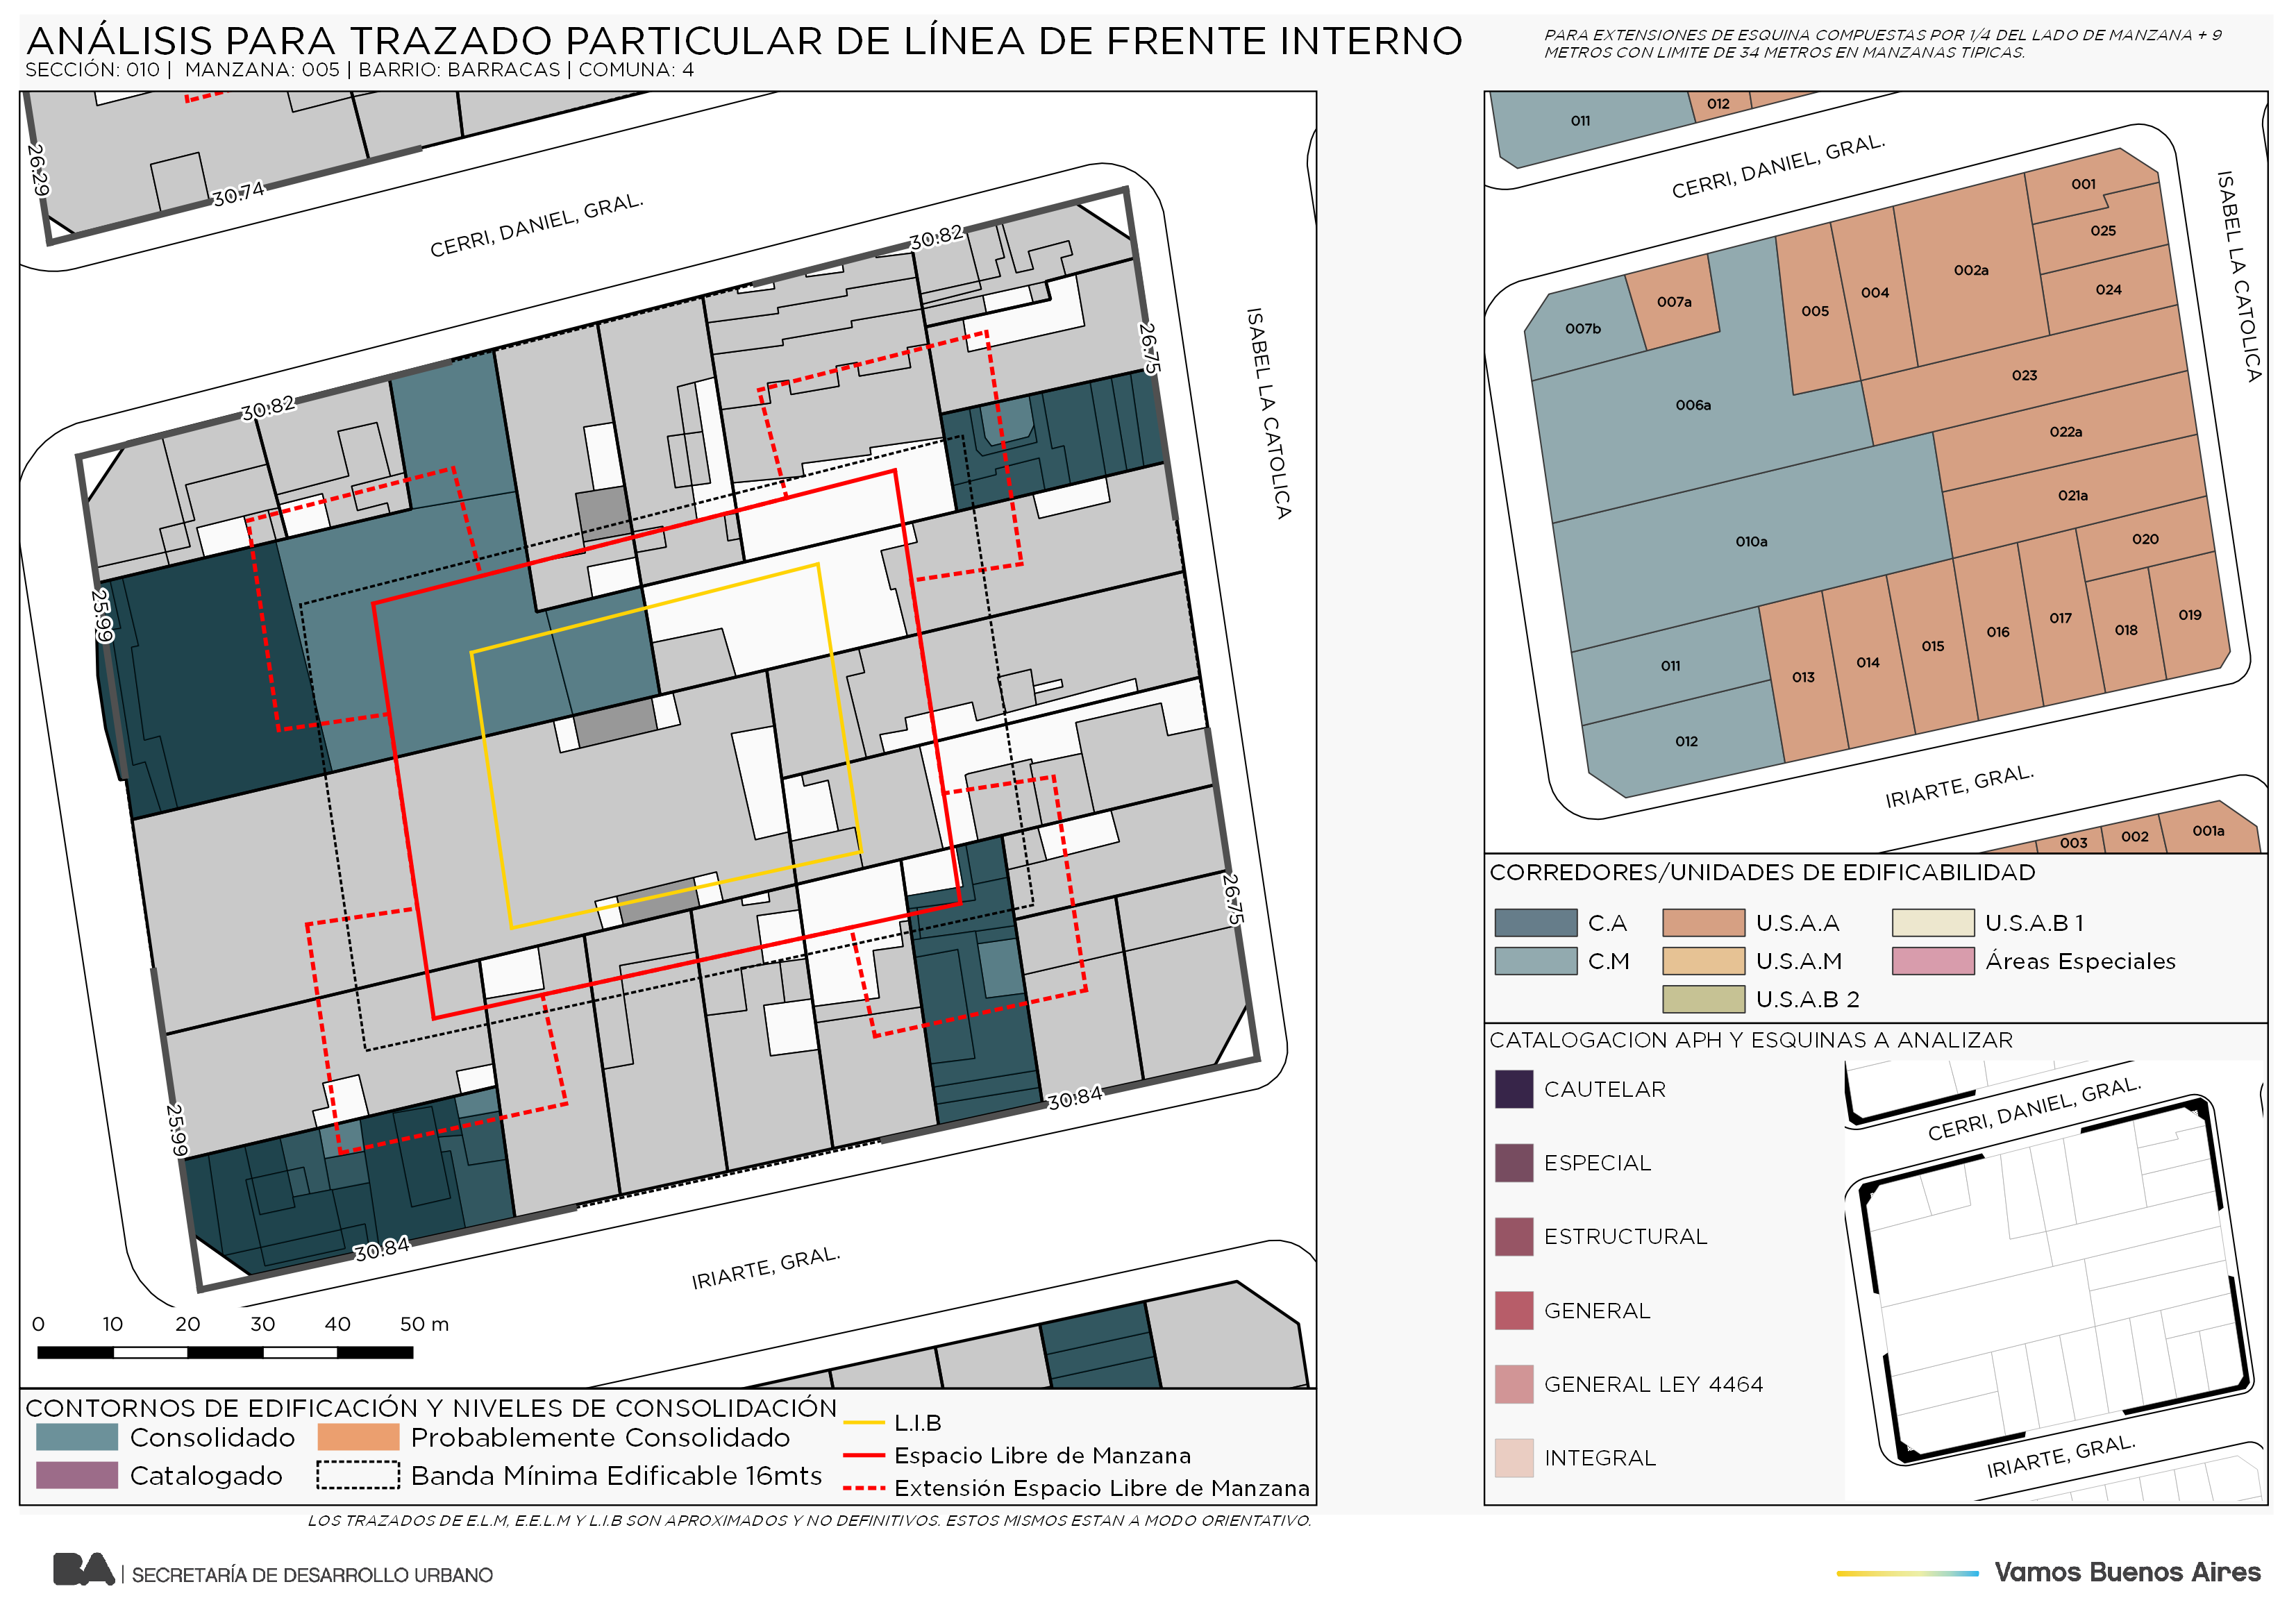 ANÁLISIS PARA TRAZADO PARTICULAR DE LÍNEA DE FRENTE INTERNO
SECCIÓN: 010 | MANZANA: 005 | BARRIO: BARRACAS | COMUNA: 4
PARA EXTENSIONES DE ESQUINA COMPUESTAS POR 1/4 DEL LADO DE MANZANA + 9
METROS CON LIMITE DE 34 METROS EN MANZANAS TIPICAS.
26.29
30.74
CERRI, DANIEL, GRAL.
30.82
30.82
26.75
ISABEL LA CATOLICA
25.99
26.75
25.99
30.84
30.84
IRIARTE, GRAL.
0 10 20 30 40 50 m
CONTORNOS DE EDIFICACIÓN Y NIVELES DE CONSOLIDACIÓN
Consolidado
Probablemente Consolidado
Catalogado
Banda Mínima Edificable 16mts
L.I.B
Espacio Libre de Manzana
Extensión Espacio Libre de Manzana
LOS TRAZADOS DE E.L.M, E.E.L.M Y L.I.B SON APROXIMADOS Y NO DEFINITIVOS. ESTOS MISMOS ESTAN A MODO ORIENTATIVO.
011
012
CERRI, DANIEL, GRAL.
ISABEL LA CATOLICA
001
025
024
002a
004
005
007a
007b
006a
023
022a
021a
010a
020
019
018
017
016
015
014
013
011
012
IRIARTE, GRAL.
003
002
001a
CORREDORES/UNIDADES DE EDIFICABILIDAD
C.A
U.S.A.A
U.S.A.B 1
C.M
U.S.A.M
Áreas Especiales
U.S.A.B 2
CATALOGACION APH Y ESQUINAS A ANALIZAR
CAUTELAR
ESPECIAL
ESTRUCTURAL
GENERAL
GENERAL LEY 4464
INTEGRAL
CERRI, DANIEL, GRAL.
IRIARTE, GRAL.
BA | SECRETARÍA DE DESARROLLO URBANO
Vamos Buenos Aires